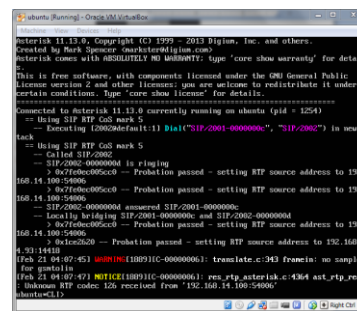 ubuntu [Running] - Oracle VM VirtualBox
Machine View Devices Help
Asterisk 11.13.0, Copyright (C) 1999 - 2013 Digium, Inc. and others.
Created by Mark Spencer <markster@digium.com>
Asterisk comes with ABSOLUTELY NO WARRANTY; type 'core show warranty' for deta
s.
This is free software, with components licensed under the GNU General Public
License version 2 and other licenses; you are welcome to redistribute it under
certain conditions. Type 'core show license' for details.
=========================================================================
Connected to Asterisk 11.13.0 currently running on ubuntu (pid = 1254)
== Using SIP RTP CoS mark 5
-- Executing [2002@default:1] Dial("SIP/2001-0000000c", "SIP/2002") in new
tack
== Using SIP RTP CoS mark 5
-- Called SIP/2002
-- SIP/2002-0000000d is ringing
> 0x7fe0ec005cc0 -- Probation passed - setting RTP source address to 19
168.14.100:54006
> 0x7fe0ec005cc0 -- Probation passed - setting RTP source address to 19
168.14.100:54006
-- SIP/2002-0000000d answered SIP/2001-0000000c
-- Locally bridging SIP/2001-0000000c and SIP/2002-0000000d
> 0x7fe0ec005cc0 -- Probation passed - setting RTP source address to 19
168.14.100:54006
> 0x1ce2620 -- Probation passed - setting RTP source address to 192.168
4.93:14418
[Feb 21 04:07:45] WARNING[1889][C-00000006]: translate.c:343 framein: no sampl
for gsmtolin
[Feb 21 04:07:47] NOTICE[1889][C-00000006]: res_rtp_asterisk.c:4364 ast_rtp_re
: Unknown RTP codec 126 received from '192.168.14.100:54006'
ubuntu*CLI>
Right Ctrl